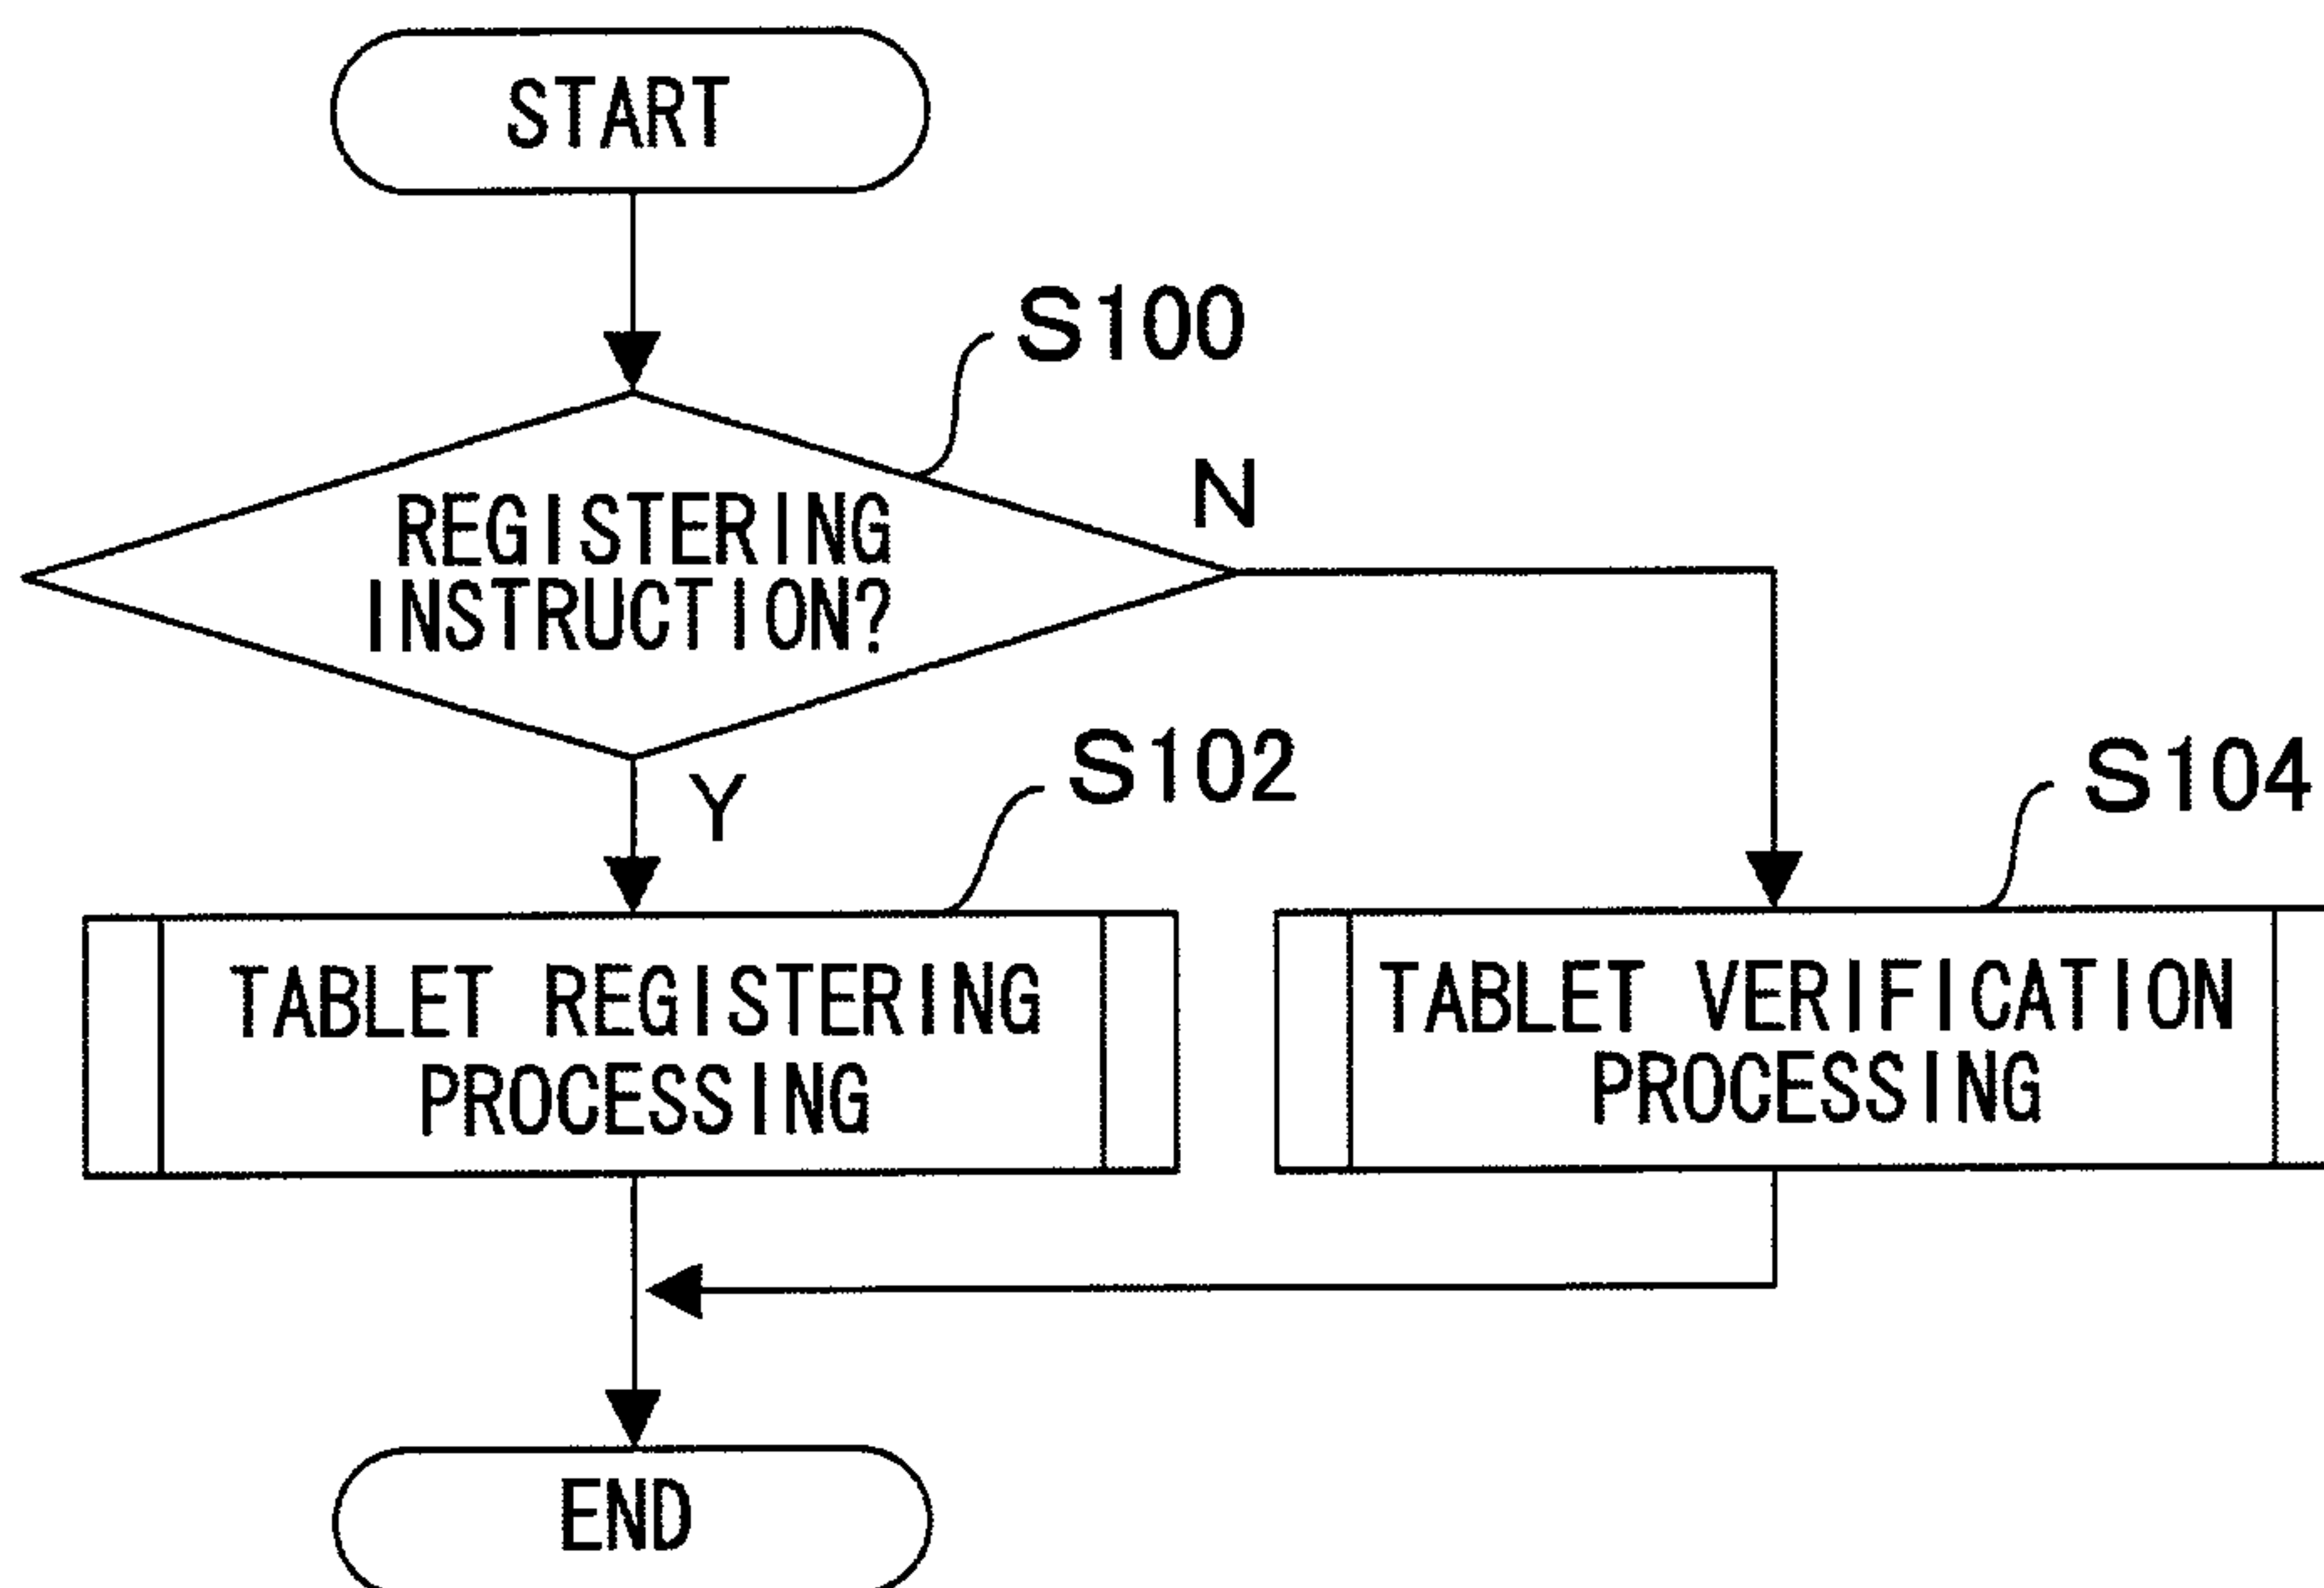 START
S100
REGISTERING
INSTRUCTION?
N
Y
S102
S104
TABLET REGISTERING
PROCESSING
TABLET VERIFICATION
PROCESSING
END